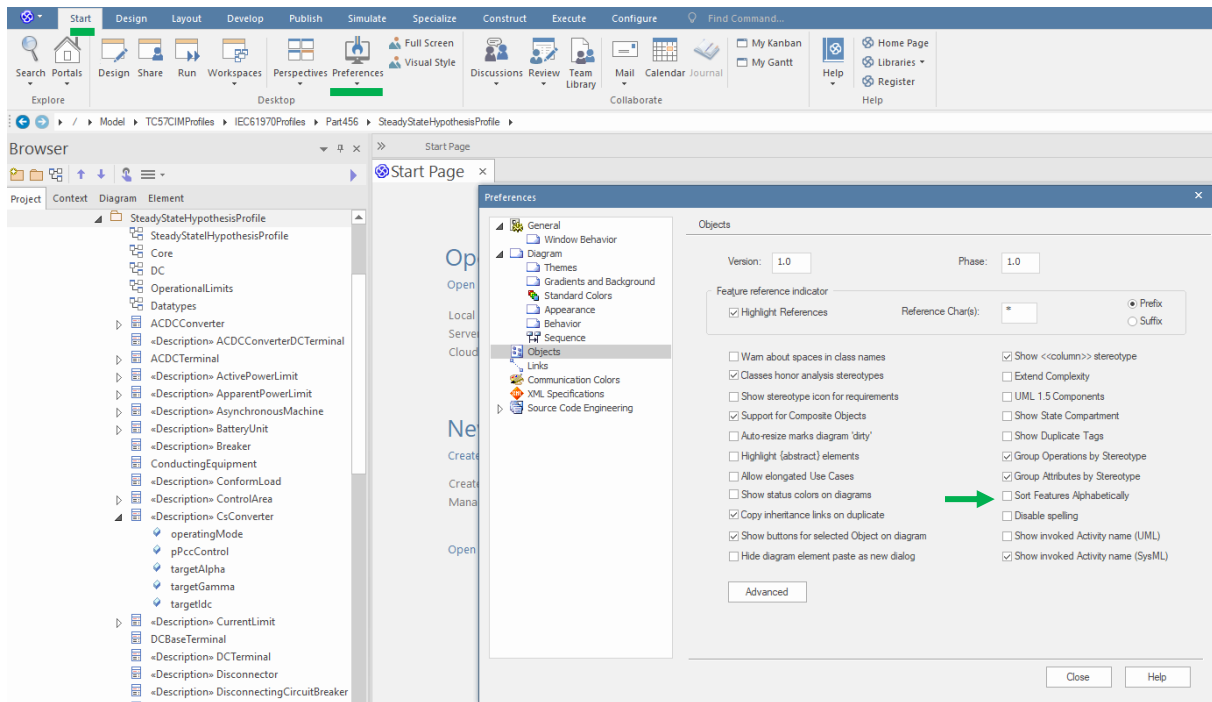 Start Design Layout Develop Publish Simulate Specialize Construct Execute Configure Find Command...
Search Portals Design Share Run Workspaces Perspectives Preferences
Full Screen
Visual Style
Discussions Review Team Library Mail Calendar Journal
My Kanban
My Gantt
Help
Home Page
Libraries
Register
Explore Desktop Collaborate Help
/ Model TC57CIMProfiles IEC61970Profiles Part456 SteadyStateHypothesisProfile
Browser
Project Context Diagram Element
SteadyStateHypothesisProfile
SteadyStatelHypothesisProfile
Core
DC
OperationalLimits
Datatypes
ACDCConverter
«Description» ACDCConverterDCTerminal
ACDCTerminal
«Description» ActivePowerLimit
«Description» ApparentPowerLimit
«Description» AsynchronousMachine
«Description» BatteryUnit
«Description» Breaker
ConductingEquipment
«Description» ConformLoad
«Description» ControlArea
«Description» CsConverter
operatingMode
pPccControl
targetAlpha
targetGamma
targetIdc
«Description» CurrentLimit
DCBaseTerminal
«Description» DCTerminal
«Description» Disconnector
«Description» DisconnectingCircuitBreaker
Start Page
Start Page ×
Op
Open
Local
Serve
Cloud
Ne
Create
Create
Mana
Open
Preferences
General
Window Behavior
Diagram
Themes
Gradients and Background
Standard Colors
Appearance
Behavior
Sequence
Objects
Links
Communication Colors
XML Specifications
Source Code Engineering
Objects
Version: 1.0 Phase: 1.0
Feature reference indicator
Highlight References Reference Char(s): *
Prefix
Suffix
Warn about spaces in class names
Classes honor analysis stereotypes
Show stereotype icon for requirements
Support for Composite Objects
Auto-resize marks diagram 'dirty'
Highlight {abstract} elements
Allow elongated Use Cases
Show status colors on diagrams
Copy inheritance links on duplicate
Show buttons for selected Object on diagram
Hide diagram element paste as new dialog
Show <<column>> stereotype
Extend Complexity
UML 1.5 Components
Show State Compartment
Show Duplicate Tags
Group Operations by Stereotype
Group Attributes by Stereotype
Sort Features Alphabetically
Disable spelling
Show invoked Activity name (UML)
Show invoked Activity name (SysML)
Advanced
Close Help